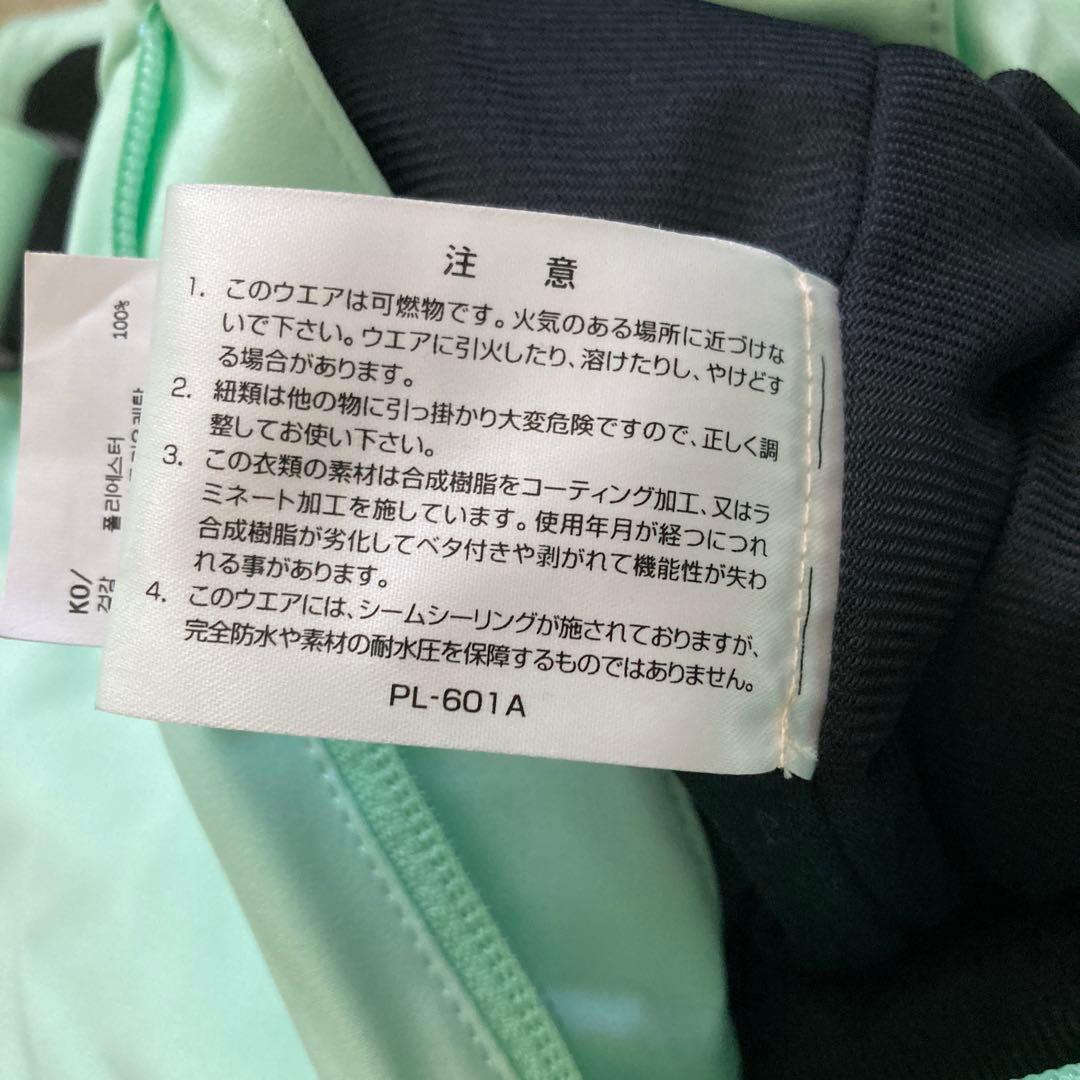 注 意
1. このウエアは可燃物です。火気のある場所に近づけな
いで下さい。ウエアに引火したり、溶けたりし、やけどす
る場合があります。
2. 紐類は他の物に引っ掛かり大変危険ですので、正しく調
整してお使い下さい。
3. この衣類の素材は合成樹脂をコーティング加工、又はラ
ミネート加工を施しています。使用年月が経つにつれ
合成樹脂が劣化してベタ付きや剥がれて機能性が失わ
れる事があります。
4. このウエアには、シームシーリングが施されておりますが、
完全防水や素材の耐水圧を保障するものではありません。
PL-601A
KO/
겉감
폴리에스터
100%